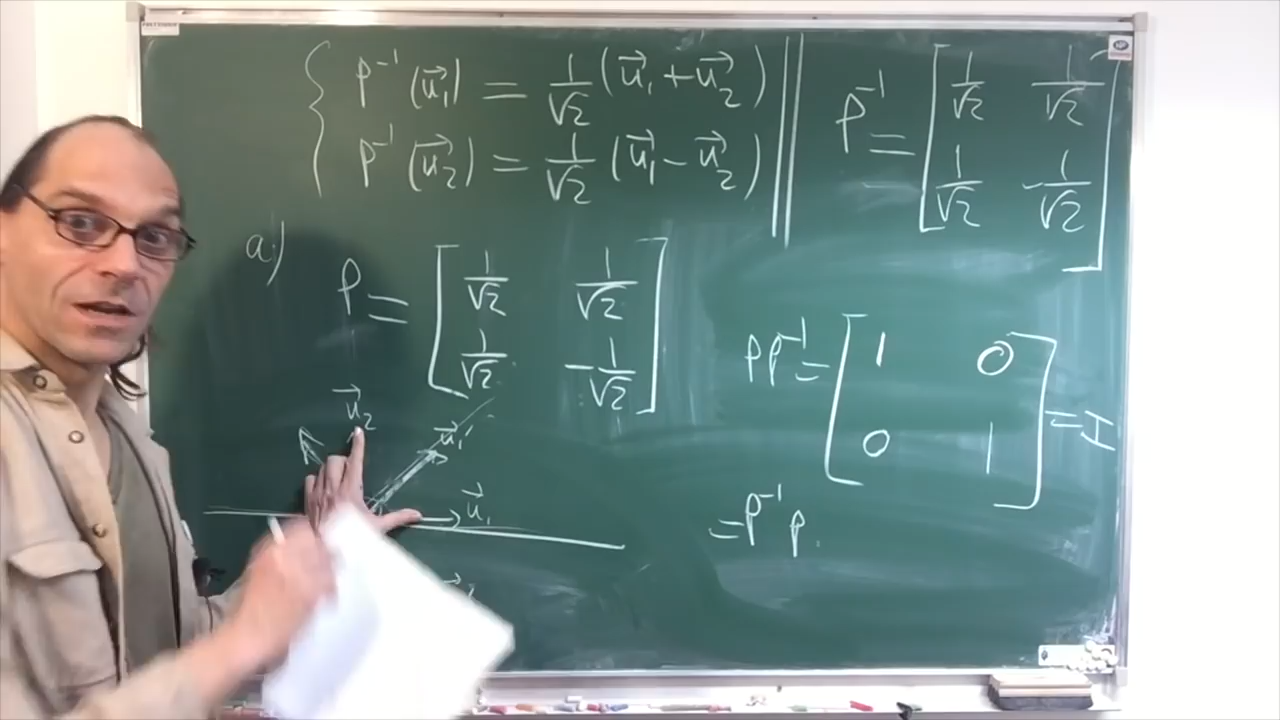 P⁻¹(u⃗₁) = 1/√2 (u⃗₁ + u⃗₂)
P⁻¹(u⃗₂) = 1/√2 (u⃗₁ - u⃗₂)
P⁻¹ = [1/√2 1/√2
1/√2 -1/√2]
a)
P = [1/√2 1/√2
1/√2 -1/√2]
PP⁻¹ = [1 0
0 1] = I
= P⁻¹ P.
u⃗₂
u⃗₁'
u⃗₁